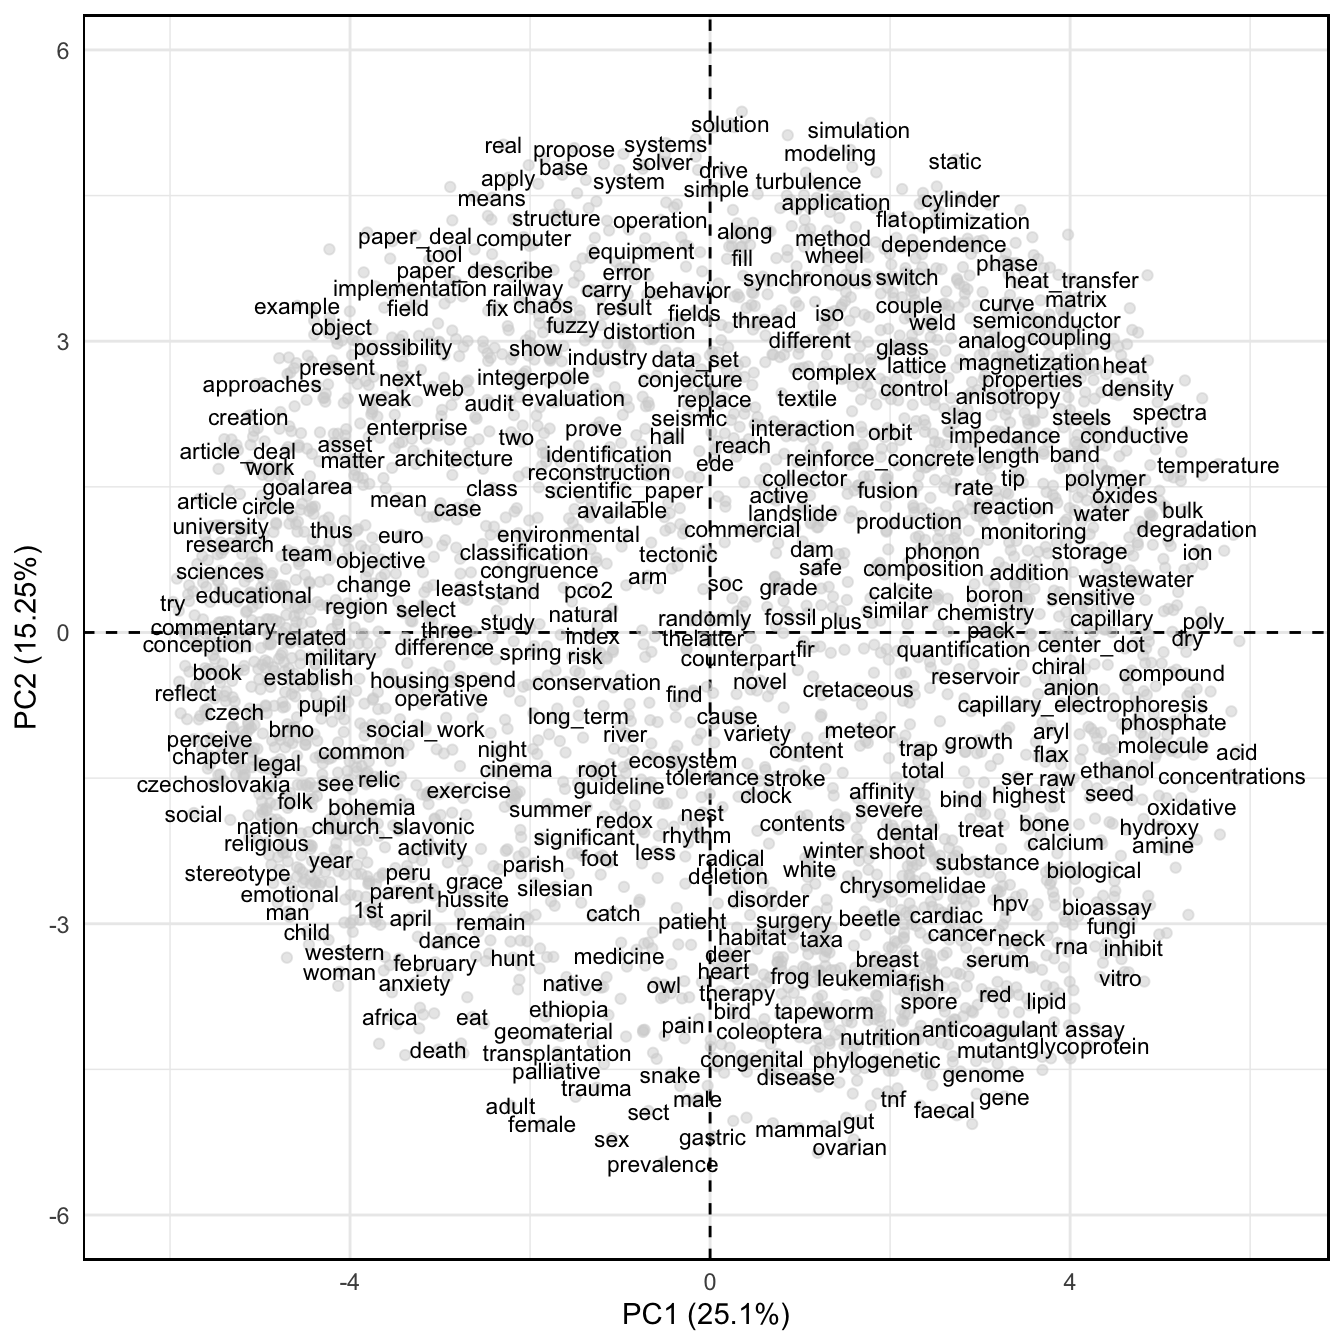 6
solution
simulation
real
propose
systems
modeling
static
base
solver
drive
apply
system
simple
turbulence
means
application
cylinder
structure
operation
flat
optimization
paper_deal
computer
along
method
dependence
tool
equipment
fill
wheel
phase
paper_describe
error
synchronous
switch
heat_transfer
implementation
railway
carry
behavior
matrix
example
field
fix
chaos
result
fields
couple
curve
object
fuzzy
distortion
thread
iso
weld
semiconductor
3
possibility
show
industry
data_set
different
glass
analog
coupling
present
next
web
integer
pole
conjecture
complex
lattice
magnetization
heat
approaches
weak
audit
evaluation
replace
textile
control
properties
density
creation
anisotropy
enterprise
two
prove
seismic
hall
interaction
orbit
slag
steels
spectra
article_deal
asset
reach
impedance
conductive
work
matter
architecture
identification
ede
reinforce_concrete
length
band
temperature
reconstruction
goal
area
class
scientific_paper
collector
fusion
rate
tip
polymer
article
circle
mean
case
available
active
oxides
university
thus
euro
environmental
commercial
landslide
production
reaction
water
bulk
research
team
objective
classification
tectonic
dam
phonon
monitoring
degradation
sciences
change
congruence
arm
safe
composition
addition
storage
ion
educational
least
stand
pco2
soc
grade
calcite
boron
wastewater
try
region
select
natural
randomly
fossil
plus
similar
chemistry
sensitive
0
commentary
related
three
study
index
thelatter
pack
capillary
poly
conception
military
difference
spring
risk
counterpart
fir
quantification
center_dot
dry
book
establish
housing
spend
conservation
novel
reservoir
chiral
compound
reflect
pupil
operative
find
cretaceous
anion
czech
brno
social_work
long_term
cause
capillary_electrophoresis
perceive
common
night
river
variety
meteor
aryl
phosphate
chapter
legal
cinema
ecosystem
content
trap
growth
flax
molecule
acid
czechoslovakia
see
relic
exercise
root
tolerance
stroke
total
ser
raw
ethanol
concentrations
folk
guideline
clock
affinity
bind
highest
seed
social
bohemia
summer
nest
severe
oxidative
nation
church_slavonic
redox
contents
dental
treat
bone
hydroxy
religious
activity
significant
rhythm
winter
shoot
calcium
amine
year
parish
foot
less
radical
substance
stereotype
peru
grace
deletion
white
biological
emotional
parent
silesian
chrysomelidae
man
1st
hussite
disorder
hpv
bioassay
child
april
remain
catch
patient
surgery
beetle
cardiac
fungi
-3
western
dance
habitat
taxa
cancer
neck
rna
inhibit
woman
february
hunt
medicine
deer
breast
serum
anxiety
native
owl
heart
frog
leukemia
fish
vitro
africa
eat
ethiopia
therapy
spore
red
lipid
geomaterial
pain
bird
tapeworm
coleoptera
nutrition
anticoagulant
assay
death
transplantation
congenital
phylogenetic
mutant
glycoprotein
palliative
snake
disease
genome
trauma
male
tnf
gene
adult
sect
faecal
female
mammal
gut
sex
gastric
ovarian
prevalence
-6
-4
0
4
PC1 (25.1%)
PC2 (15.25%)